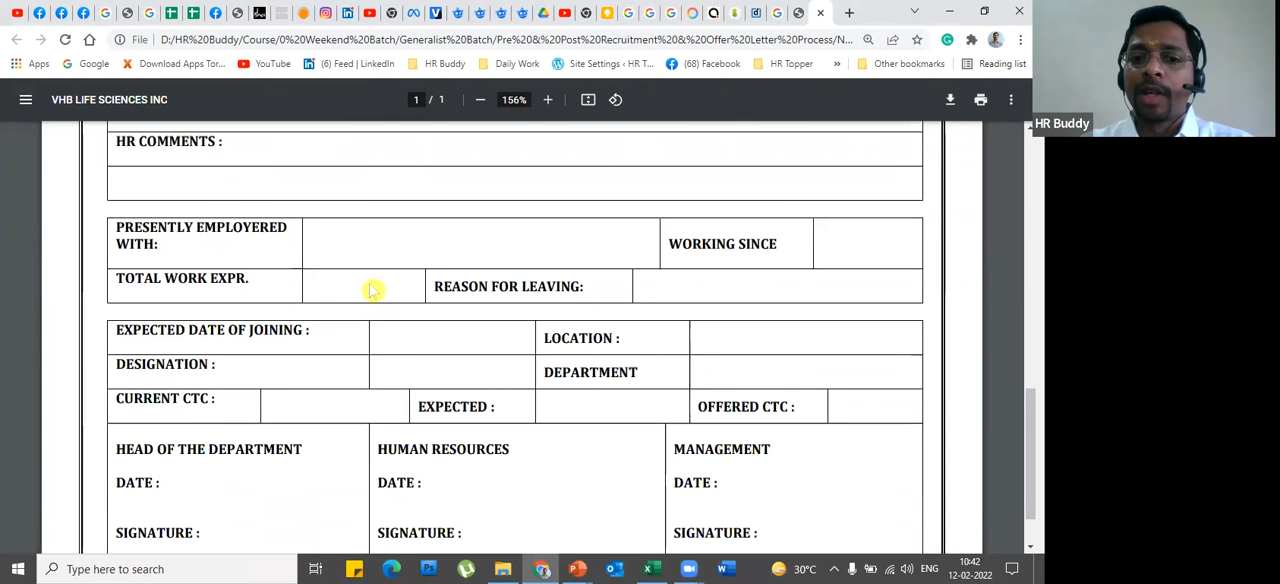 File D:/HR%20Buddy/Course/0%20Weekend%20Batch/Generalist%20Batch/Pre%20&%20Post%20Recruitment%20&%20Offer%20Letter%20Process/N...
Apps Google Download Apps Tor... YouTube (6) Feed | LinkedIn HR Buddy Daily Work Site Settings ‹ HR T... (68) Facebook HR Topper » Other bookmarks Reading list
VHB LIFE SCIENCES INC 1 / 1 — 156% +
HR Buddy
HR COMMENTS :
PRESENTLY EMPLOYERED
WITH:
WORKING SINCE
TOTAL WORK EXPR. REASON FOR LEAVING:
EXPECTED DATE OF JOINING : LOCATION :
DESIGNATION : DEPARTMENT
CURRENT CTC : EXPECTED : OFFERED CTC :
HEAD OF THE DEPARTMENT HUMAN RESOURCES MANAGEMENT
DATE : DATE : DATE :
SIGNATURE : SIGNATURE : SIGNATURE :
Type here to search 30°C ENG 10:42
12-02-2022